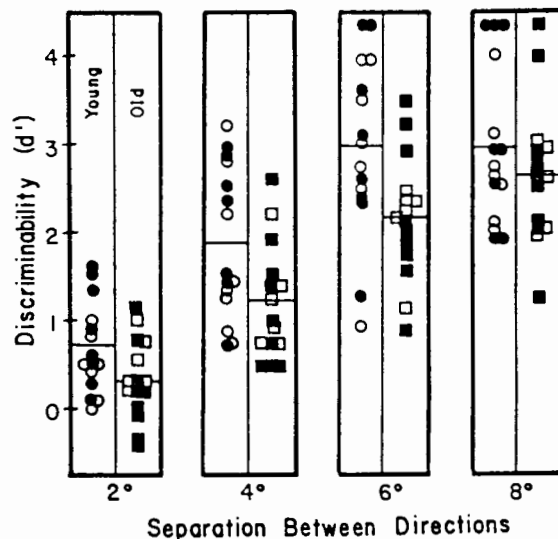 Discriminability (d')
4
3
2
1
0
Young
Old
2°
4°
6°
8°
Separation Between Directions